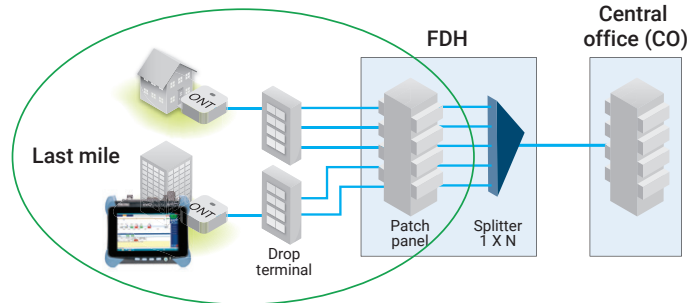 Central
office (CO)
FDH
ONT
Last mile
ONT
Drop
terminal
Patch
panel
Splitter
1 X N